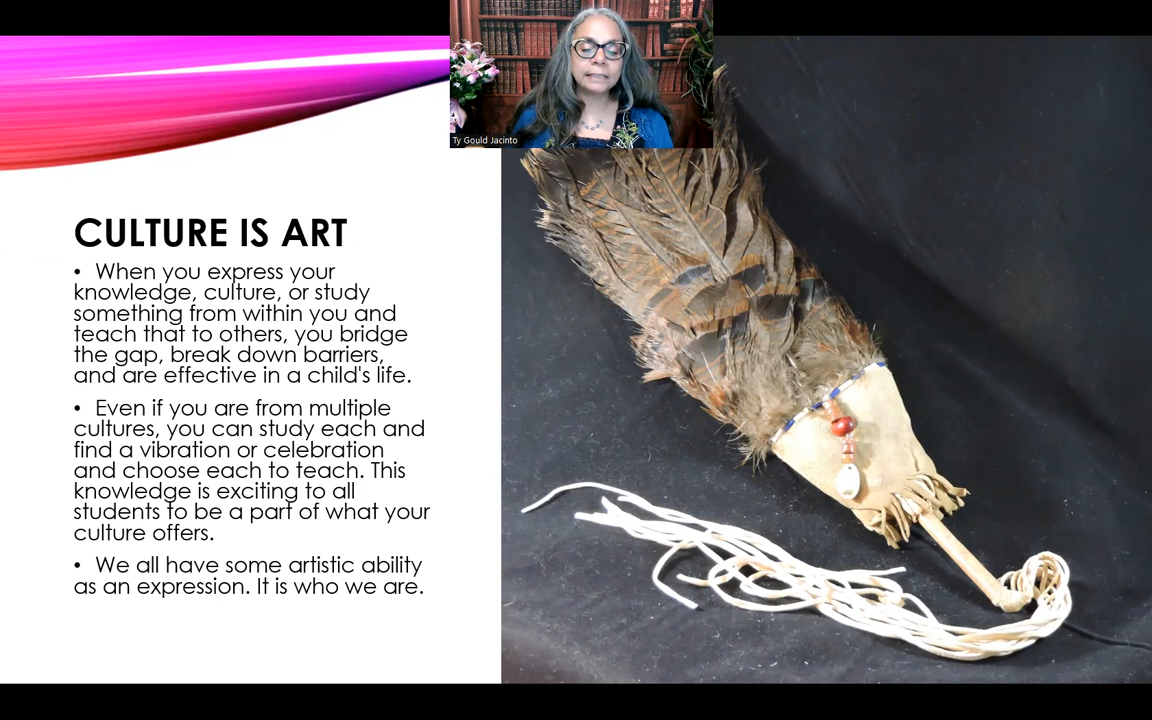 Ty Gould Jacinto
CULTURE IS ART
• When you express your
knowledge, culture, or study
something from within you and
teach that to others, you bridge
the gap, break down barriers,
and are effective in a child's life.
• Even if you are from multiple
cultures, you can study each and
find a vibration or celebration
and choose each to teach. This
knowledge is exciting to all
students to be a part of what your
culture offers.
• We all have some artistic ability
as an expression. It is who we are.